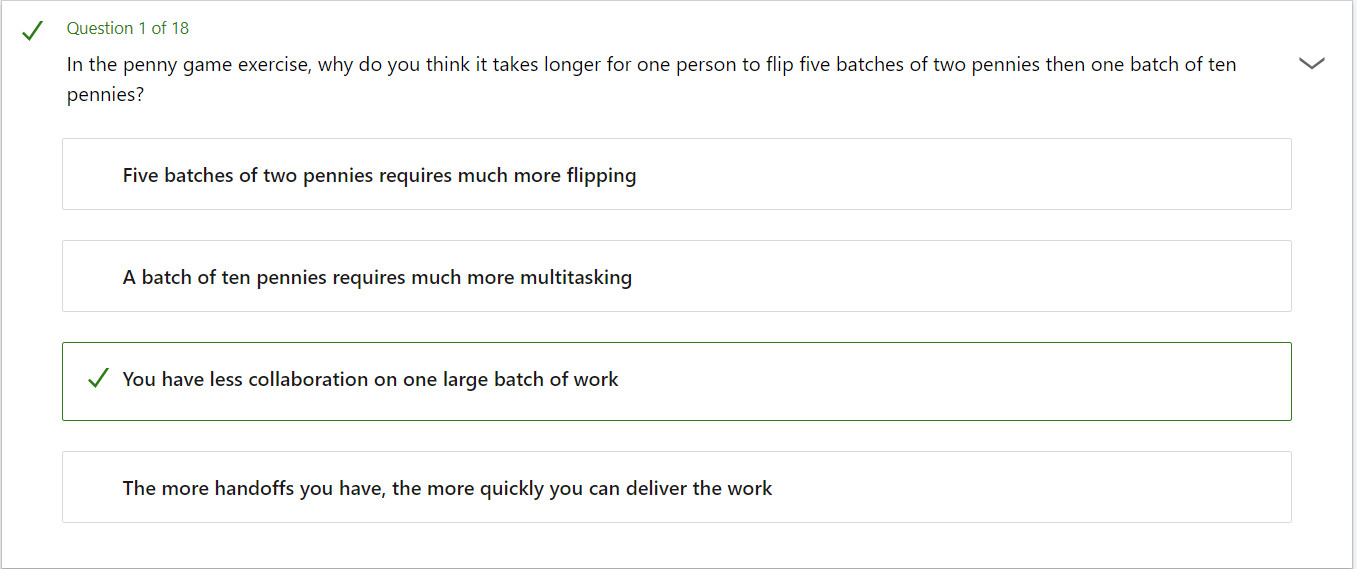 Question 1 of 18
In the penny game exercise, why do you think it takes longer for one person to flip five batches of two pennies then one batch of ten
pennies?
Five batches of two pennies requires much more flipping
A batch of ten pennies requires much more multitasking
You have less collaboration on one large batch of work
The more handoffs you have, the more quickly you can deliver the work